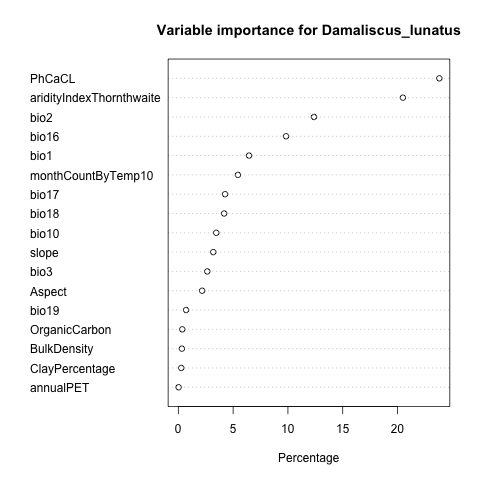 Variable importance for Damaliscus_lunatus
PhCaCL
aridityIndexThornthwaite
bio2
bio16
bio1
monthCountByTemp10
bio17
bio18
bio10
slope
bio3
Aspect
bio19
OrganicCarbon
BulkDensity
ClayPercentage
annualPET
0 5 10 15 20
Percentage